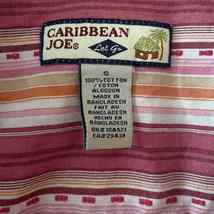 CARIBBEAN
JOE®
Let Go
S
100% COTTON
/ COTON
ALGODON
MADE IN
BANGLADESH
FAIT AU
BANGLADESH
HECHO EN
BANGLADESH